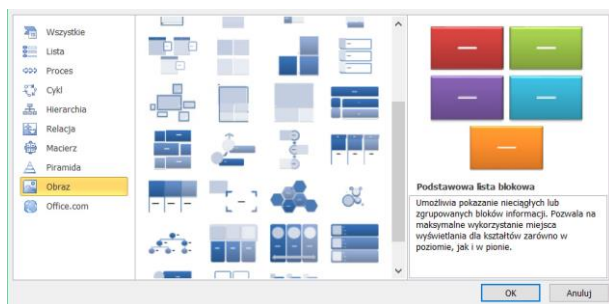 Wszystkie
Lista
Proces
Cykl
Hierarchia
Relacja
Macierz
Piramida
Obraz
Office.com
Podstawowa lista blokowa
Umożliwia pokazanie nieciągłych lub
zgrupowanych bloków informacji. Pozwala na
maksymalne wykorzystanie miejsca
wyświetlania dla kształtów zarówno w
poziomie, jak i w pionie.
OK
Anuluj